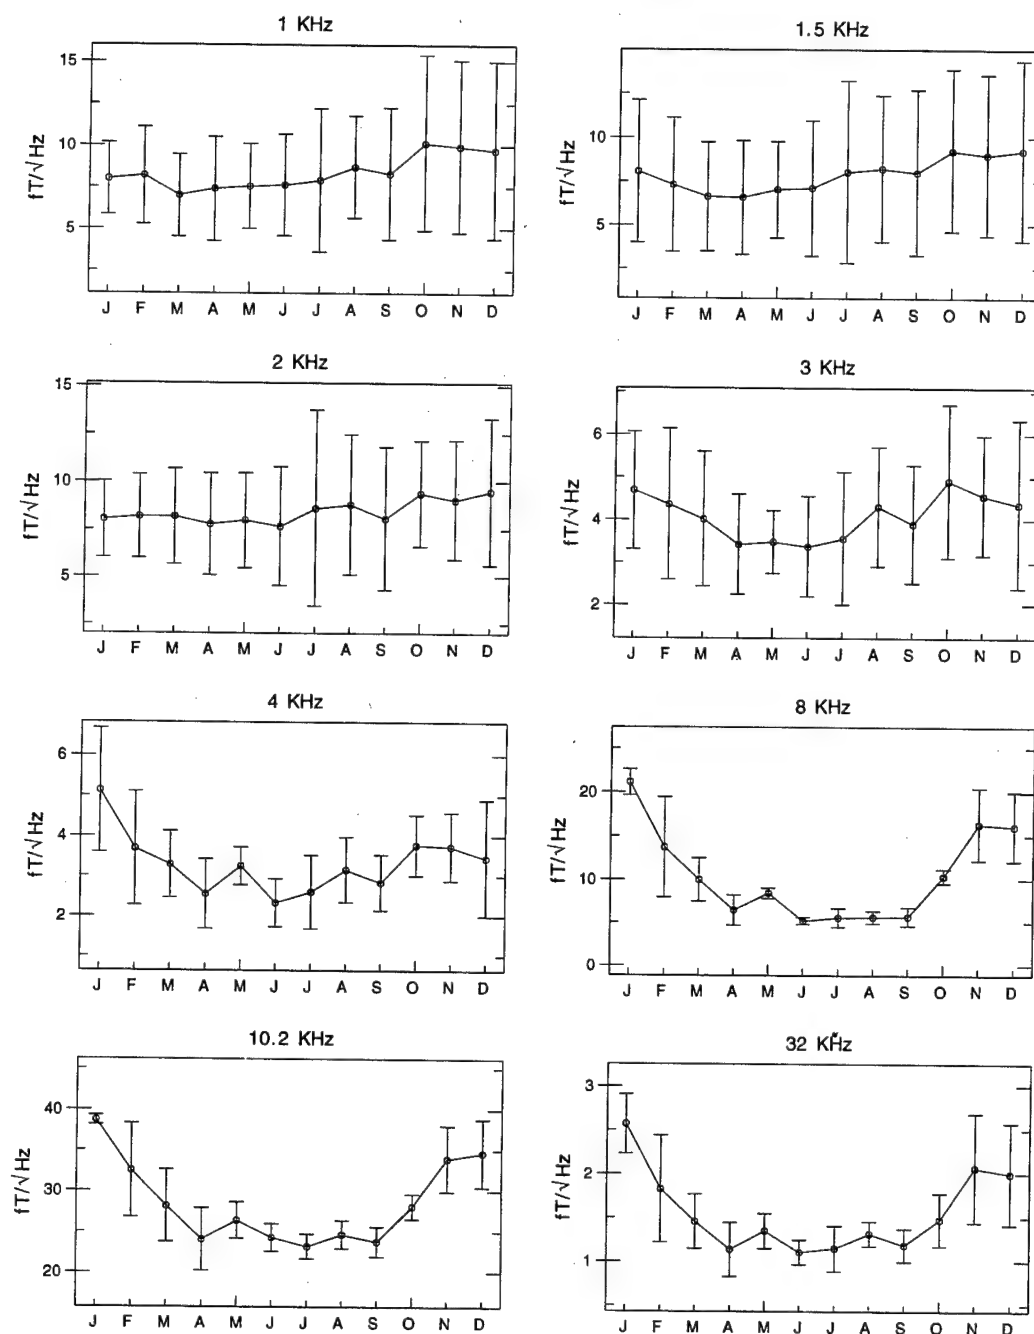 1 KHz
15
10
5
fT/√Hz
J F M A M J J A S O N D
1.5 KHz
10
5
fT/√Hz
J F M A M J J A S O N D
2 KHz
15
10
5
fT/√Hz
J F M A M J J A S O N D
3 KHz
6
4
2
fT/√Hz
J F M A M J J A S O N D
4 KHz
6
4
2
fT/√Hz
J F M A M J J A S O N D
8 KHz
20
10
0
fT/√Hz
J F M A M J J A S O N D
10.2 KHz
40
30
20
fT/√Hz
J F M A M J J A S O N D
32 KHz
3
2
1
fT/√Hz
J F M A M J J A S O N D